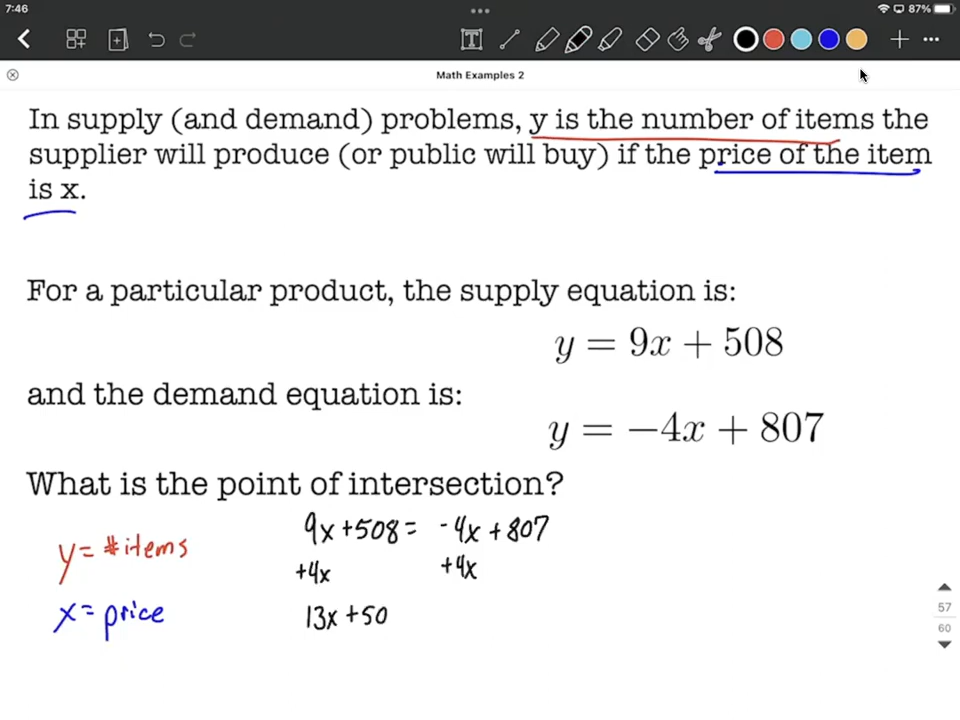 7:46
87%
Math Examples 2
In supply (and demand) problems, y is the number of items the
supplier will produce (or public will buy) if the price of the item
is x.
For a particular product, the supply equation is:
y = 9x + 508
and the demand equation is:
y = −4x + 807
What is the point of intersection?
9x+508= -4x+807
y= #items
+4x +4x
x= price
13x+50
57
60